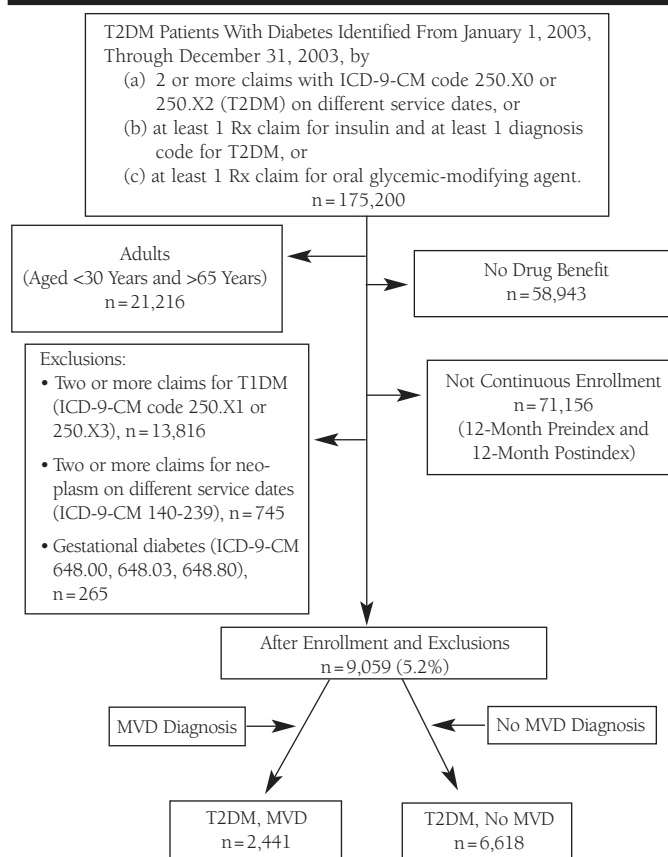 T2DM Patients With Diabetes Identified From January 1, 2003,
Through December 31, 2003, by
(a) 2 or more claims with ICD-9-CM code 250.X0 or
250.X2 (T2DM) on different service dates, or
(b) at least 1 Rx claim for insulin and at least 1 diagnosis
code for T2DM, or
(c) at least 1 Rx claim for oral glycemic-modifying agent.
n=175,200
Adults
(Aged <30 Years and >65 Years)
n=21,216
No Drug Benefit
n=58,943
Exclusions:
• Two or more claims for T1DM
(ICD-9-CM code 250.X1 or
250.X3), n=13,816
• Two or more claims for neo-
plasm on different service dates
(ICD-9-CM 140-239), n=745
• Gestational diabetes (ICD-9-CM
648.00, 648.03, 648.80),
n=265
Not Continuous Enrollment
n=71,156
(12-Month Preindex and
12-Month Postindex)
After Enrollment and Exclusions
n=9,059 (5.2%)
MVD Diagnosis
No MVD Diagnosis
T2DM, MVD
n=2,441
T2DM, No MVD
n=6,618